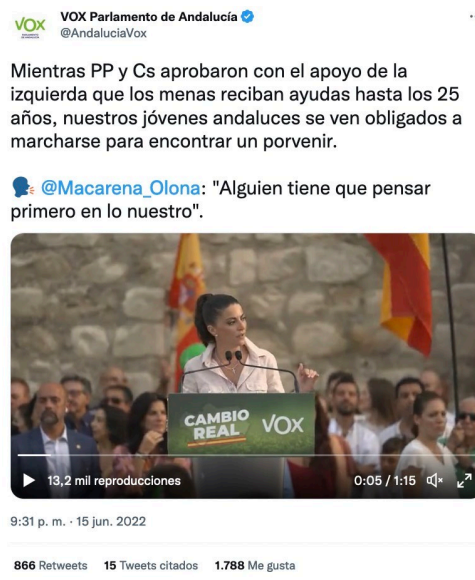 VOX Parlamento de Andalucía
@AndaluciaVox
Mientras PP y Cs aprobaron con el apoyo de la
izquierda que los menas reciban ayudas hasta los 25
años, nuestros jóvenes andaluces se ven obligados a
marcharse para encontrar un porvenir.
@Macarena_Olona: "Alguien tiene que pensar
primero en lo nuestro".
CAMBIO
REAL
VOX
13,2 mil reproducciones
0:05 / 1:15
9:31 p. m. · 15 jun. 2022
866 Retweets 15 Tweets citados 1.788 Me gusta